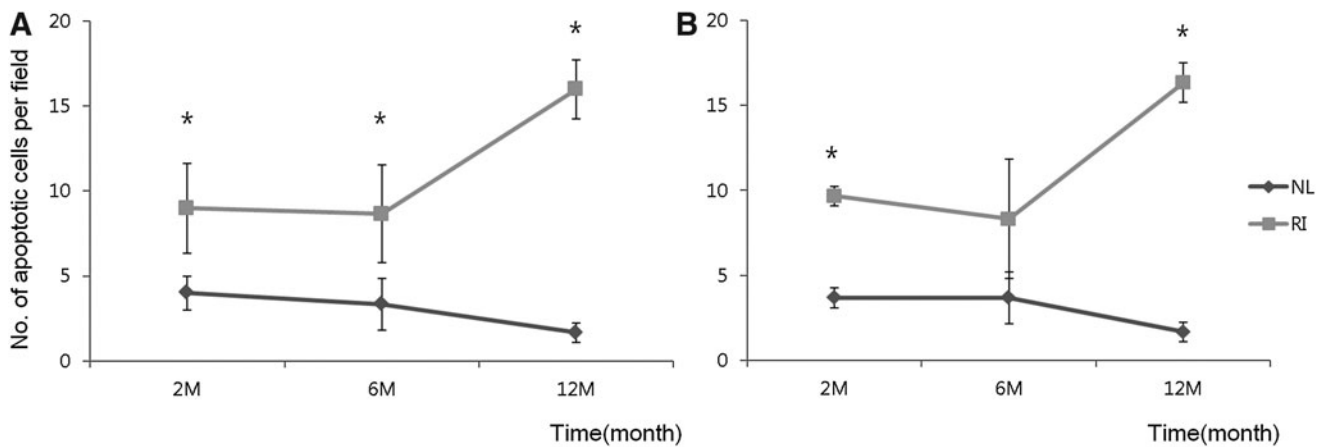 A
No. of apoptotic cells per field
20
15
10
5
0
*
*
*
2M
6M
12M
Time(month)
B
20
15
10
5
0
*
*
2M
6M
12M
Time(month)
NL
RI